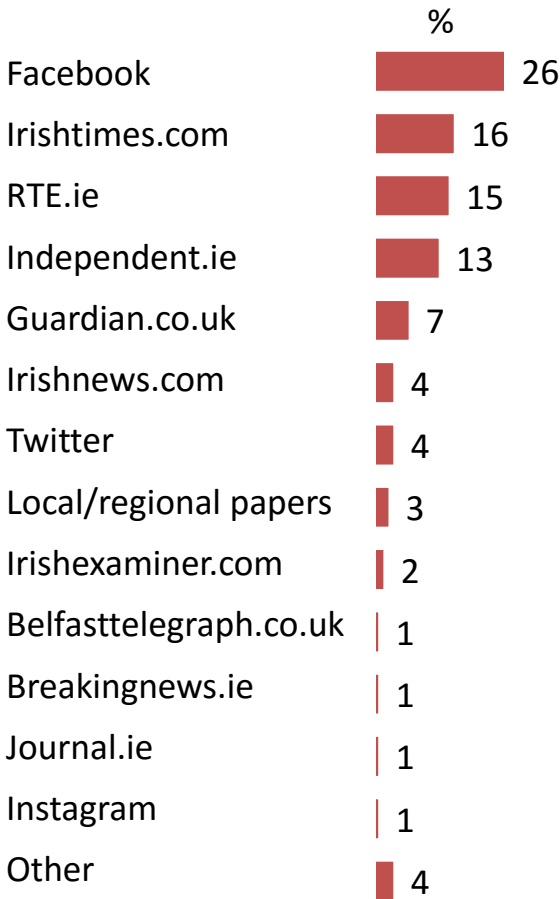 %
Facebook 26
Irishtimes.com 16
RTE.ie 15
Independent.ie 13
Guardian.co.uk 7
Irishnews.com 4
Twitter 4
Local/regional papers 3
Irishexaminer.com 2
Belfasttelegraph.co.uk 1
Breakingnews.ie 1
Journal.ie 1
Instagram 1
Other 4